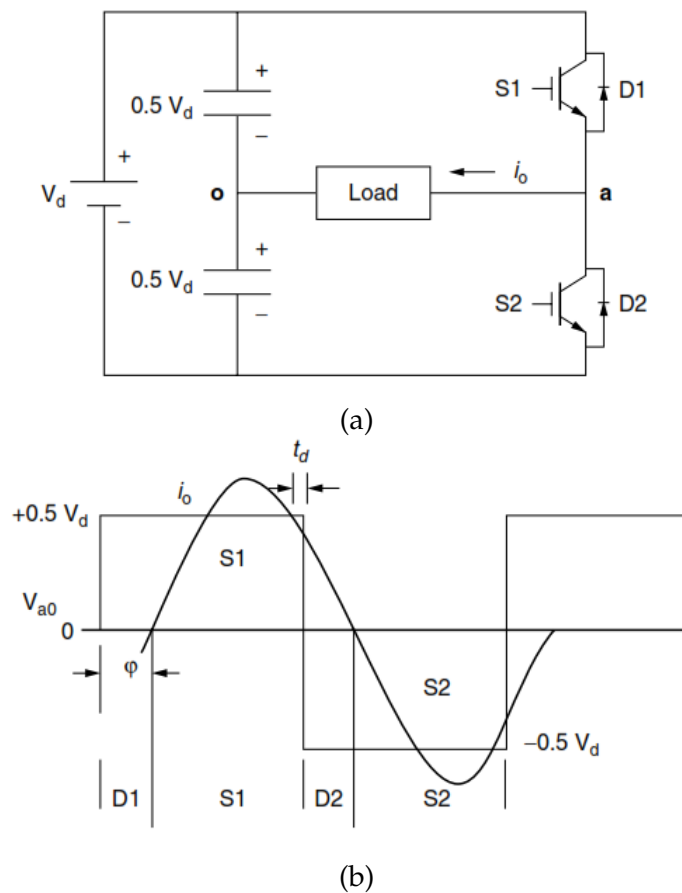 +
S1
D1
0.5 V_d
−
+
i_o
V_d
o
Load
a
−
+
0.5 V_d
S2
D2
−
(a)
t_d
i_o
+0.5 V_d
S1
V_a0
0
φ
S2
−0.5 V_d
D1 S1 D2 S2
(b)